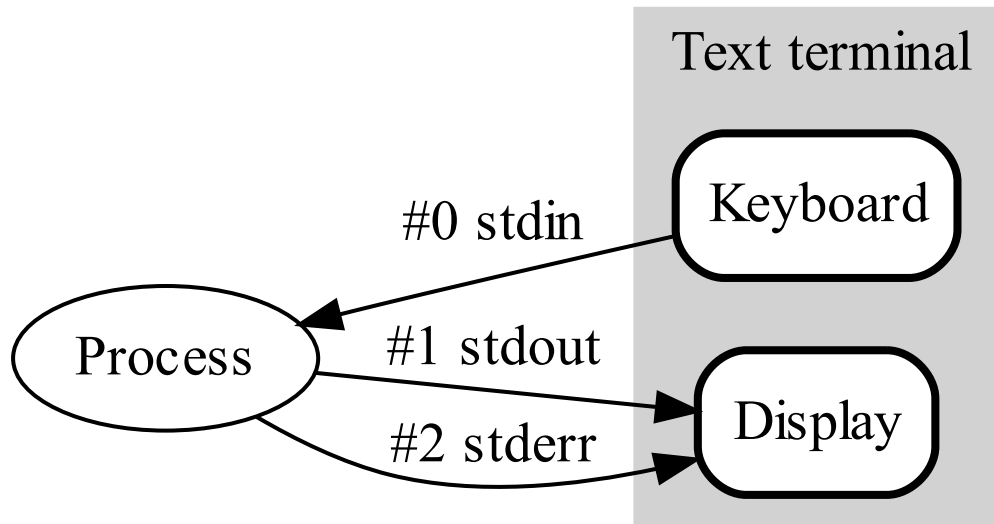 Text terminal
Keyboard
#0 stdin
Process
#1 stdout
Display
#2 stderr